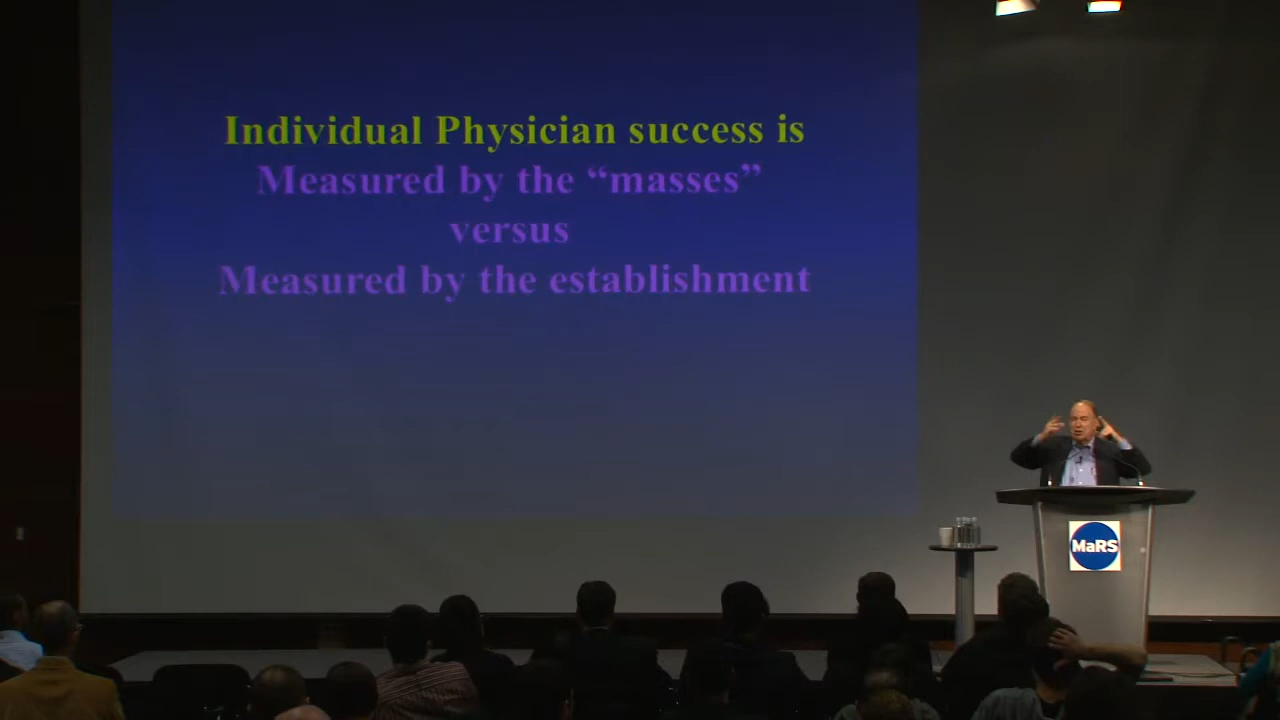 Individual Physician success is
Measured by the “masses”
versus
Measured by the establishment
MaRS